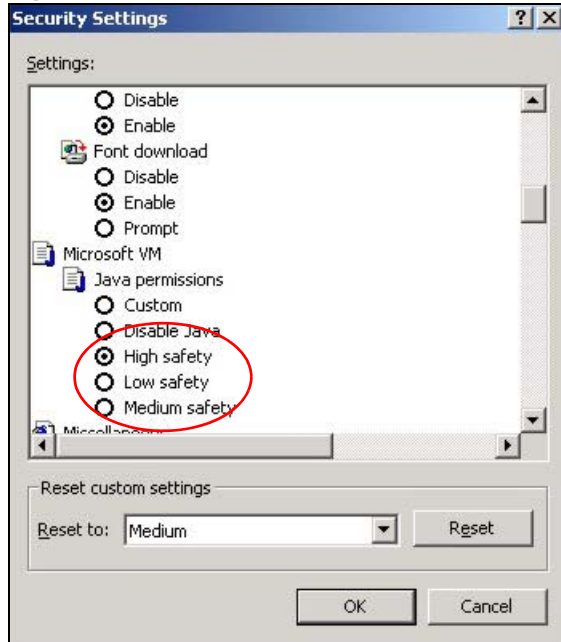 Security Settings
Settings:
Disable
Enable
Font download
Disable
Enable
Prompt
Microsoft VM
Java permissions
Custom
Disable Java
High safety
Low safety
Medium safety
Miscellaneous
Reset custom settings
Reset to: Medium Reset
OK Cancel